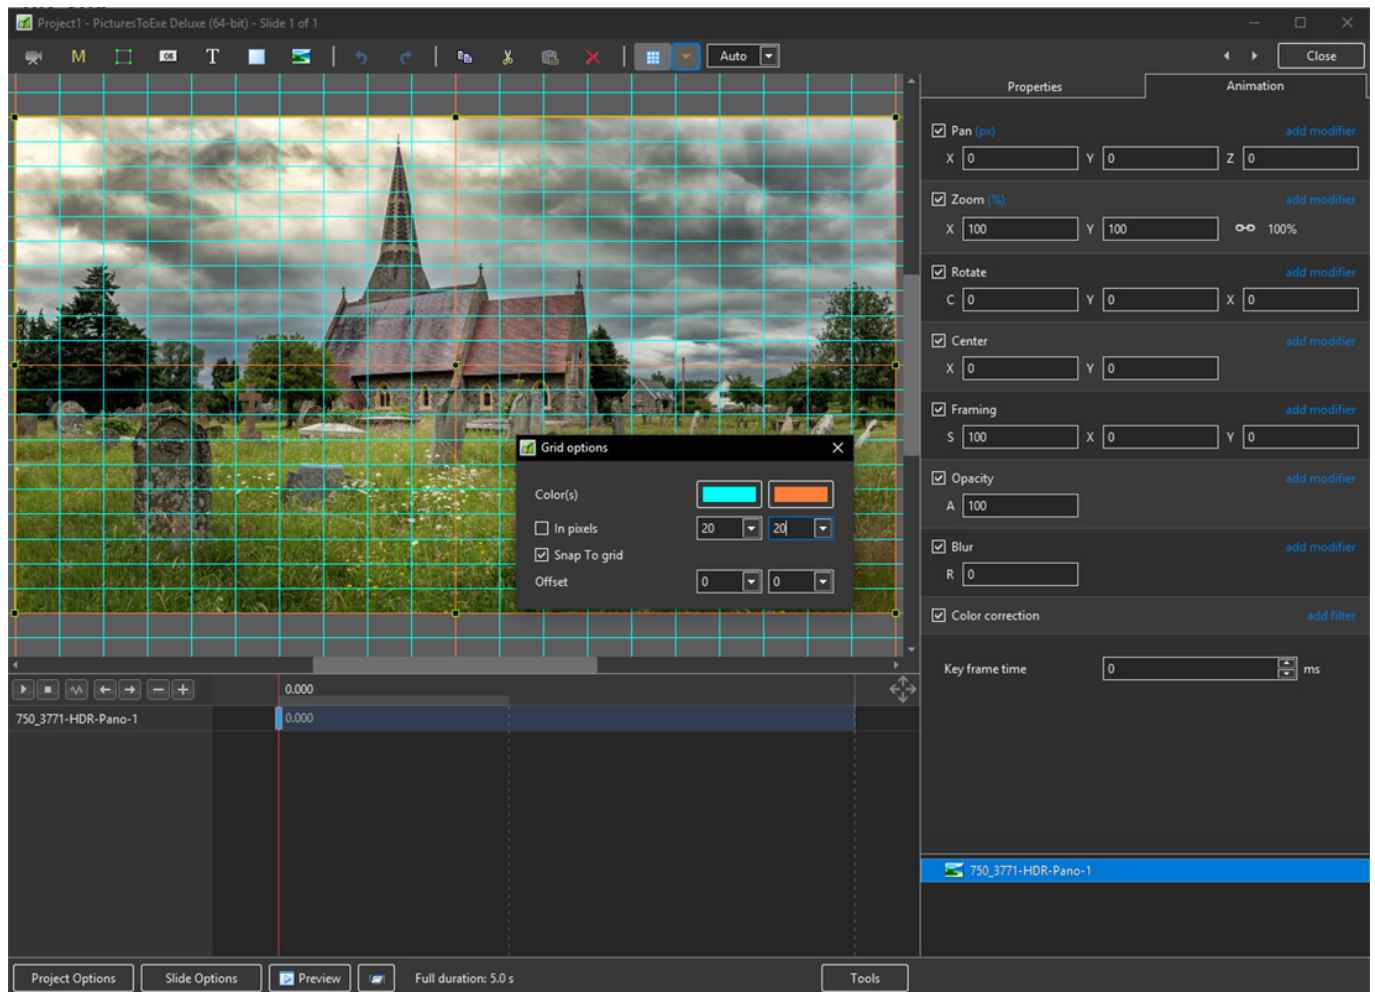 Project1 - PicturesToExe Deluxe (64-bit) - Slide 1 of 1
M OK T Auto Close
Properties Animation
Pan (px) add modifier
X 0 Y 0 Z 0
Zoom (%) add modifier
X 100 Y 100 100%
Rotate add modifier
C 0 Y 0 X 0
Center add modifier
X 0 Y 0
Framing add modifier
S 100 X 0 Y 0
Opacity add modifier
A 100
Blur add modifier
R 0
Color correction add filter
Key frame time 0 ms
Grid options
Color(s)
In pixels 20 20
Snap To grid
Offset 0 0
0.000
750_3771-HDR-Pano-1 0.000
750_3771-HDR-Pano-1
Project Options Slide Options Preview Full duration: 5.0 s Tools